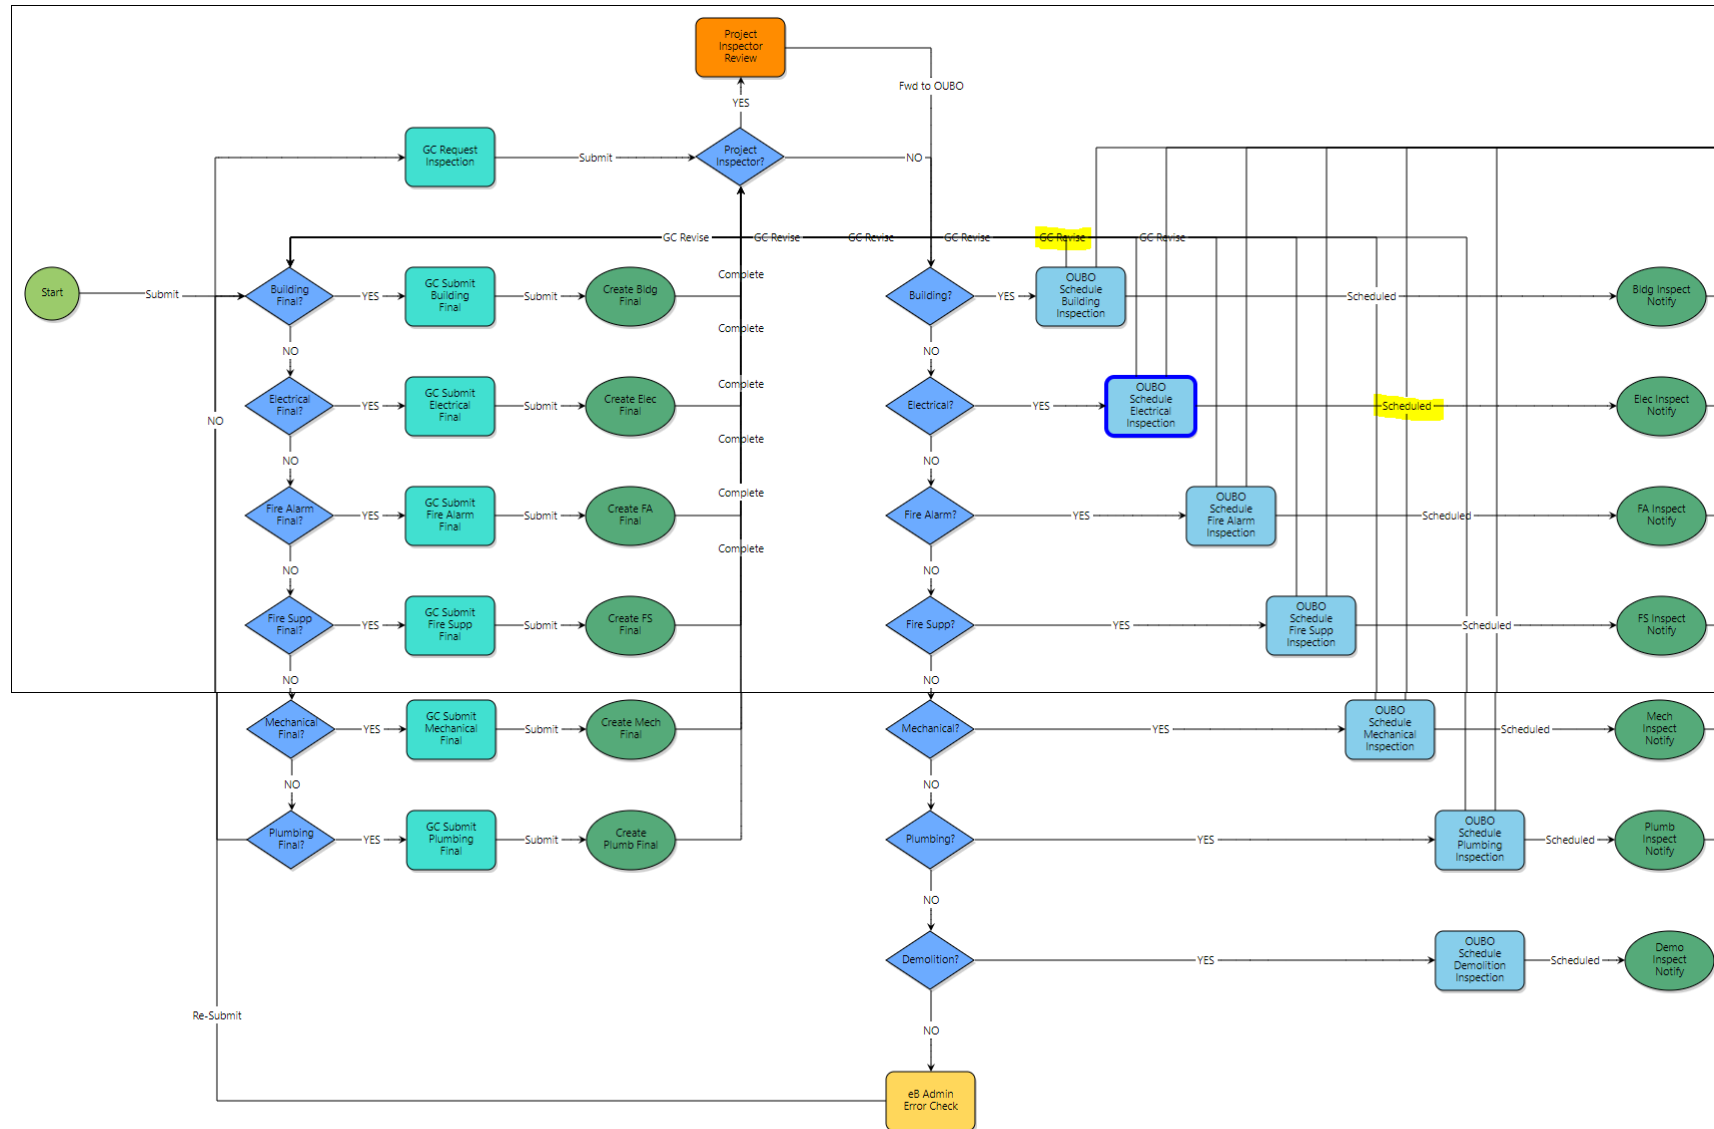 Project
Inspector
Review
Fwd to OUBO
YES
GC Request
Inspection
Submit
Project
Inspector?
NO
GC Revise
GC Revise
GC Revise
GC Revise
GC Revise
GC Revise
Start
Submit
Building
Final?
YES
GC Submit
Building
Final
Submit
Create Bldg
Final
Complete
Building?
YES
OUBO
Schedule
Building
Inspection
Scheduled
Bldg Inspect
Notify
NO
Complete
NO
Electrical
Final?
YES
GC Submit
Electrical
Final
Submit
Create Elec
Final
Complete
Electrical?
YES
OUBO
Schedule
Electrical
Inspection
Scheduled
Elec Inspect
Notify
NO
NO
Complete
NO
Fire Alarm
Final?
YES
GC Submit
Fire Alarm
Final
Submit
Create FA
Final
Complete
Fire Alarm?
YES
OUBO
Schedule
Fire Alarm
Inspection
Scheduled
FA Inspect
Notify
NO
Complete
NO
Fire Supp
Final?
YES
GC Submit
Fire Supp
Final
Submit
Create FS
Final
Fire Supp?
YES
OUBO
Schedule
Fire Supp
Inspection
Scheduled
FS Inspect
Notify
NO
NO
Mechanical
Final?
YES
GC Submit
Mechanical
Final
Submit
Create Mech
Final
Mechanical?
YES
OUBO
Schedule
Mechanical
Inspection
Scheduled
Mech
Inspect
Notify
NO
NO
Plumbing
Final?
YES
GC Submit
Plumbing
Final
Submit
Create
Plumb Final
Plumbing?
YES
OUBO
Schedule
Plumbing
Inspection
Scheduled
Plumb
Inspect
Notify
NO
Demolition?
YES
OUBO
Schedule
Demolition
Inspection
Scheduled
Demo
Inspect
Notify
Re-Submit
NO
eB Admin
Error Check